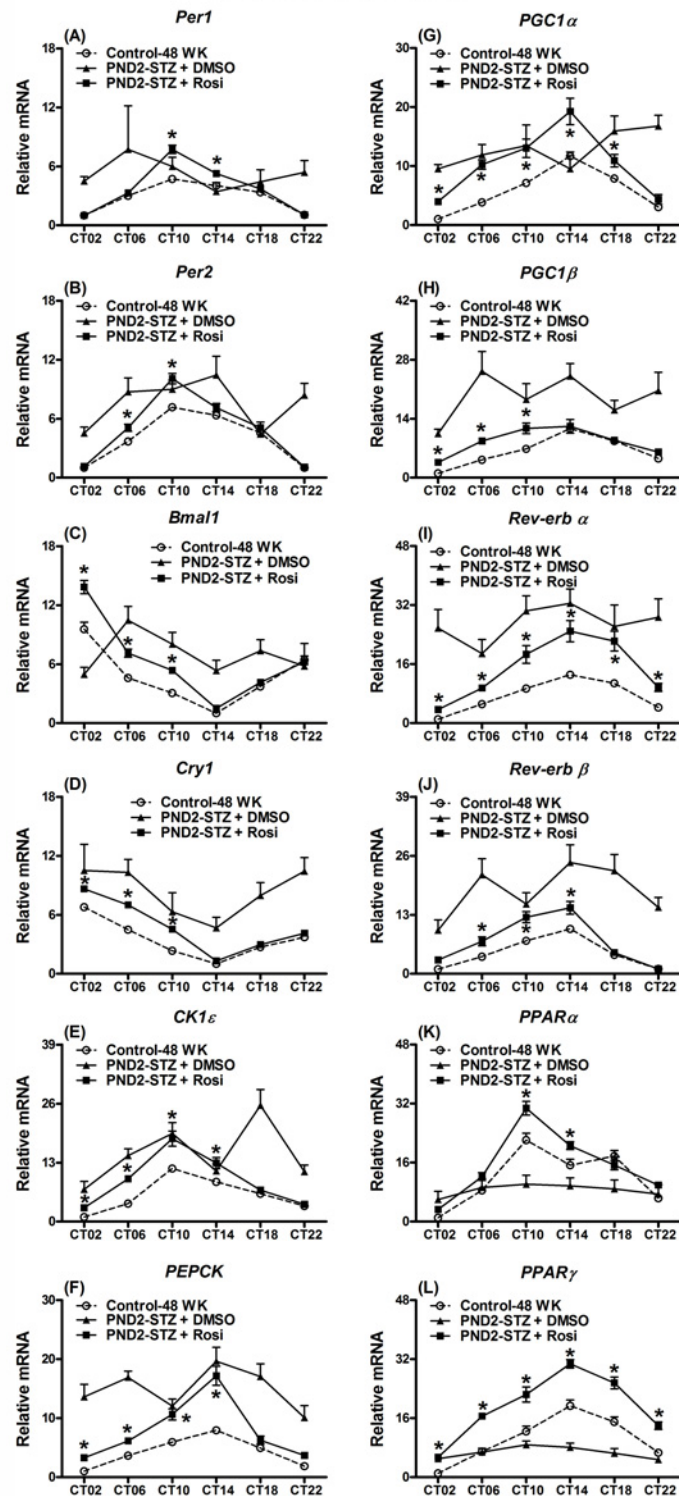 Per1
(A)
18
12
6
0
Relative mRNA
Control-48 WK
PND2-STZ + DMSO
PND2-STZ + Rosi
*
*
CT02 CT06 CT10 CT14 CT18 CT22
Per2
(B)
18
12
6
0
Relative mRNA
Control-48 WK
PND2-STZ + DMSO
PND2-STZ + Rosi
*
*
CT02 CT06 CT10 CT14 CT18 CT22
Bmal1
(C)
18
12
6
0
Relative mRNA
Control-48 WK
PND2-STZ + DMSO
PND2-STZ + Rosi
*
*
*
CT02 CT06 CT10 CT14 CT18 CT22
Cry1
(D)
18
12
6
0
Relative mRNA
Control-48 WK
PND2-STZ + DMSO
PND2-STZ + Rosi
*
*
*
CT02 CT06 CT10 CT14 CT18 CT22
CK1ε
(E)
39
26
13
0
Relative mRNA
Control-48 WK
PND2-STZ + DMSO
PND2-STZ + Rosi
*
*
*
*
CT02 CT06 CT10 CT14 CT18 CT22
PEPCK
(F)
30
20
10
0
Relative mRNA
Control-48 WK
PND2-STZ + DMSO
PND2-STZ + Rosi
*
*
*
*
CT02 CT06 CT10 CT14 CT18 CT22
PGC1α
(G)
30
20
10
0
Relative mRNA
Control-48 WK
PND2-STZ + DMSO
PND2-STZ + Rosi
*
*
*
*
*
CT02 CT06 CT10 CT14 CT18 CT22
PGC1β
(H)
42
28
14
0
Relative mRNA
Control-48 WK
PND2-STZ + DMSO
PND2-STZ + Rosi
*
*
*
CT02 CT06 CT10 CT14 CT18 CT22
Rev-erb α
(I)
48
32
16
0
Relative mRNA
Control-48 WK
PND2-STZ + DMSO
PND2-STZ + Rosi
*
*
*
*
*
*
CT02 CT06 CT10 CT14 CT18 CT22
Rev-erb β
(J)
39
26
13
0
Relative mRNA
Control-48 WK
PND2-STZ + DMSO
PND2-STZ + Rosi
*
*
*
CT02 CT06 CT10 CT14 CT18 CT22
PPARα
(K)
48
32
16
0
Relative mRNA
Control-48 WK
PND2-STZ + DMSO
PND2-STZ + Rosi
*
*
CT02 CT06 CT10 CT14 CT18 CT22
PPARγ
(L)
48
32
16
0
Relative mRNA
Control-48 WK
PND2-STZ + DMSO
PND2-STZ + Rosi
*
*
*
*
*
*
CT02 CT06 CT10 CT14 CT18 CT22